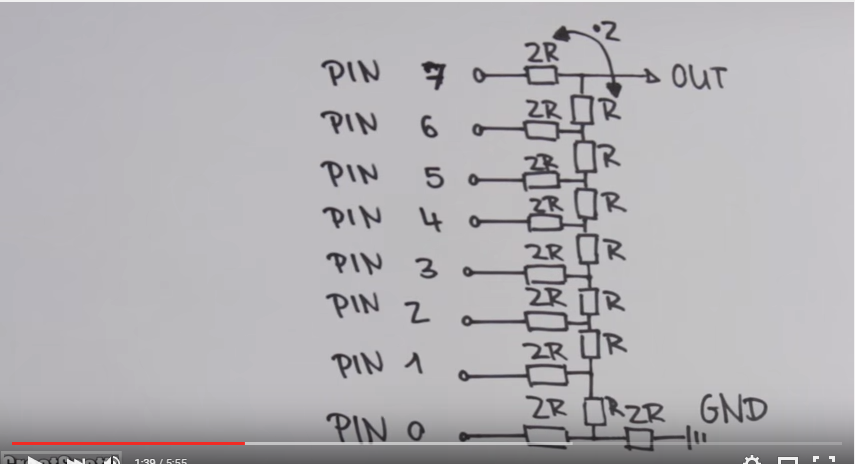 ·2
2R
PIN 7 OUT
2R R
PIN 6
2R R
PIN 5
2R R
PIN 4
2R R
PIN 3
2R R
PIN 2
2R R
PIN 1
2R R 2R GND
PIN 0
1:39 / 5:55